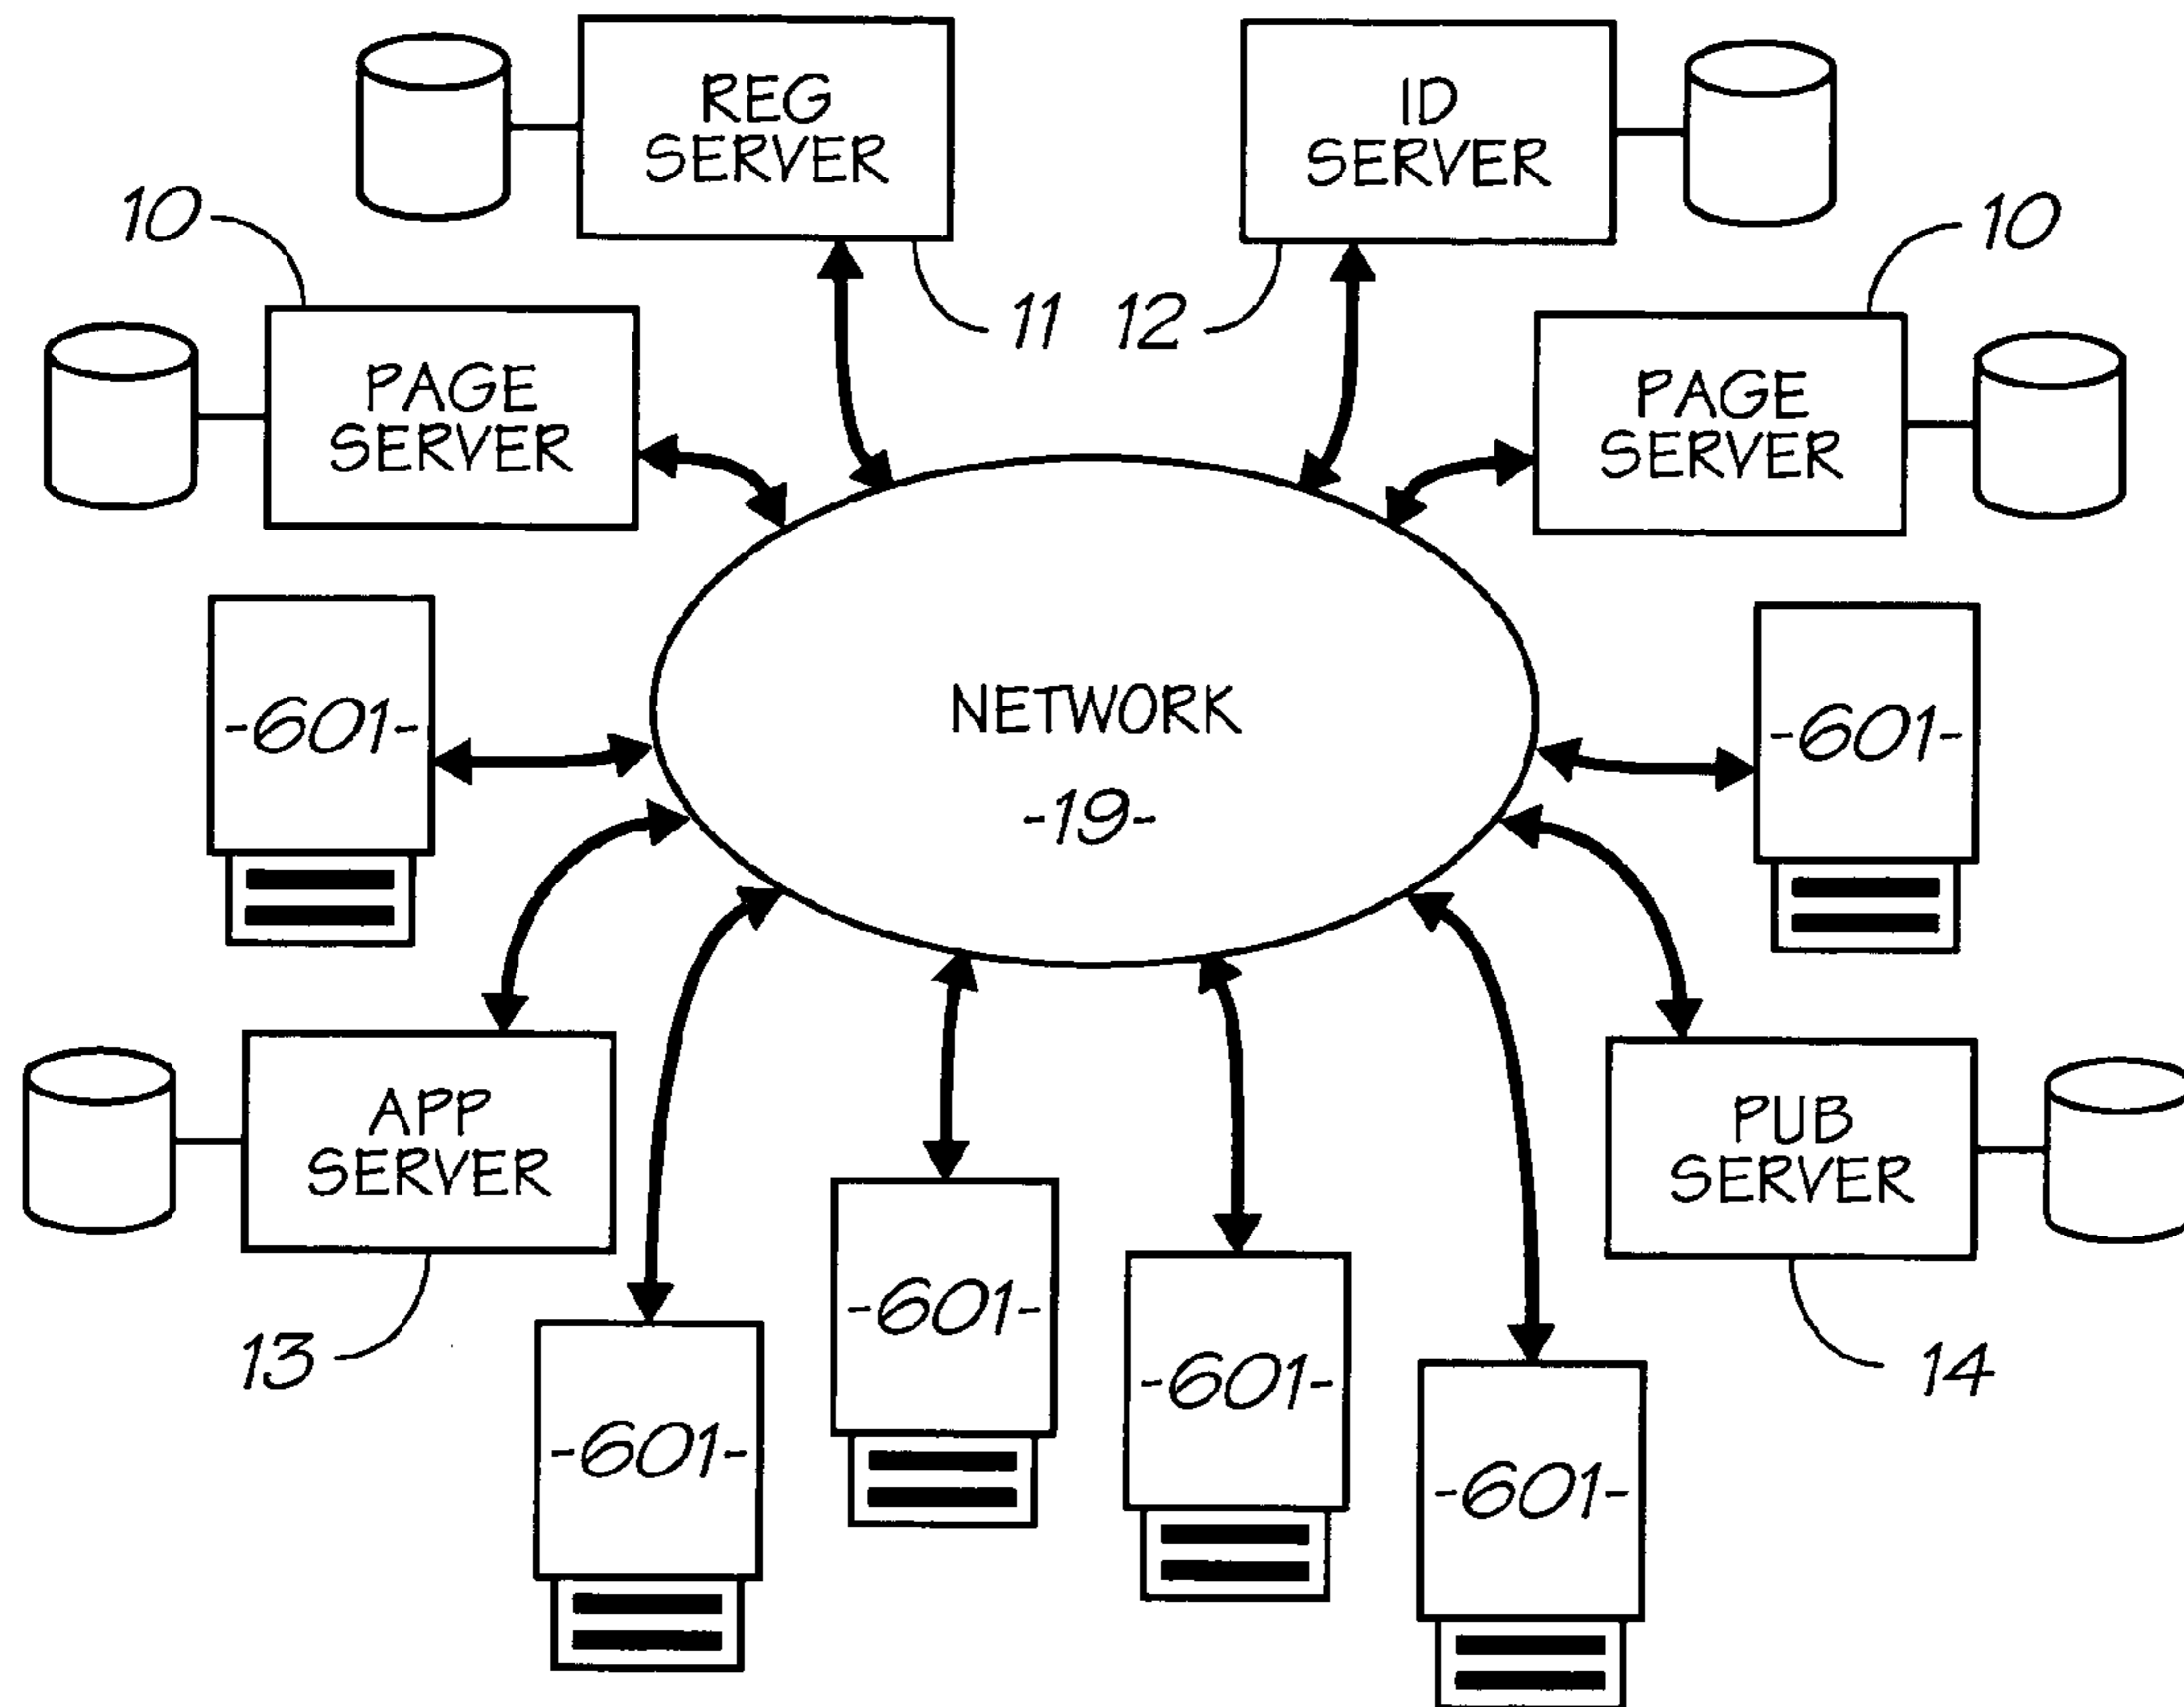 REG
SERVER
ID
SERVER
10
10
11
12
PAGE
SERVER
PAGE
SERVER
-601-
NETWORK
-19-
-601-
APP
SERVER
PUB
SERVER
13
-601-
-601-
-601-
-601-
14